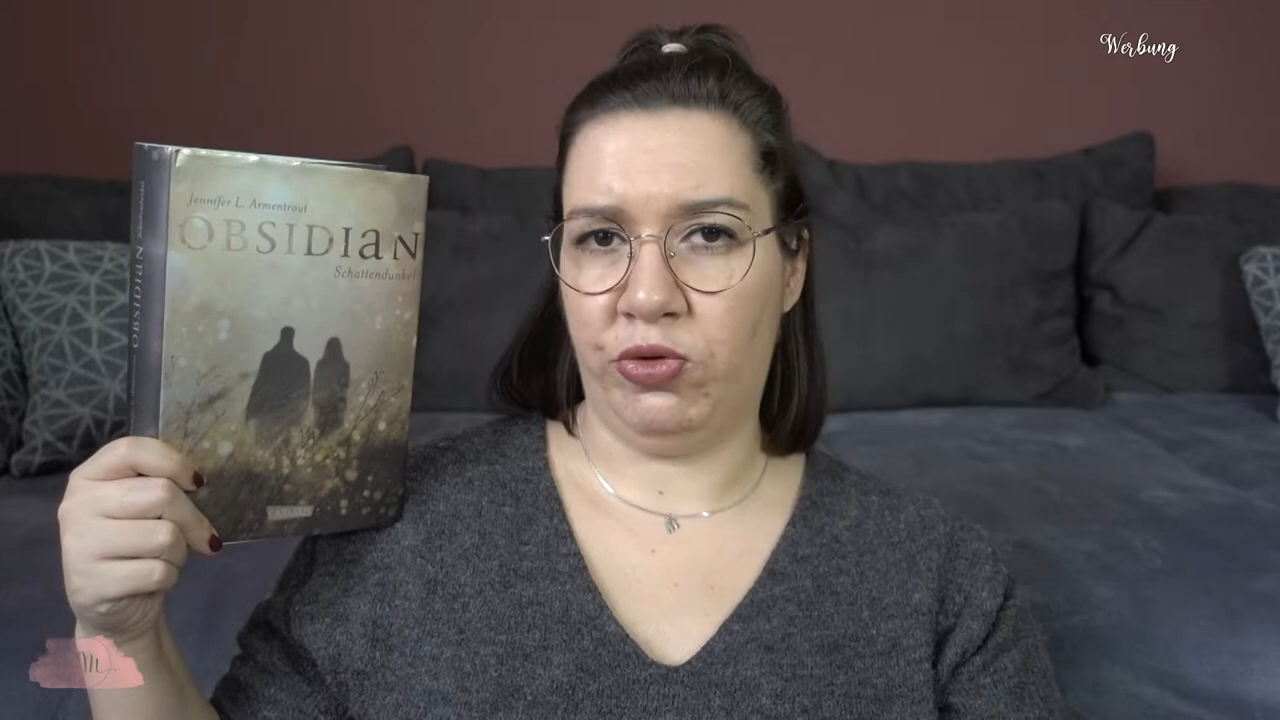 Werbung
Jennifer L. Armentrout
OBSIDIAN
Schattendunkel
OBSIDIAN
M